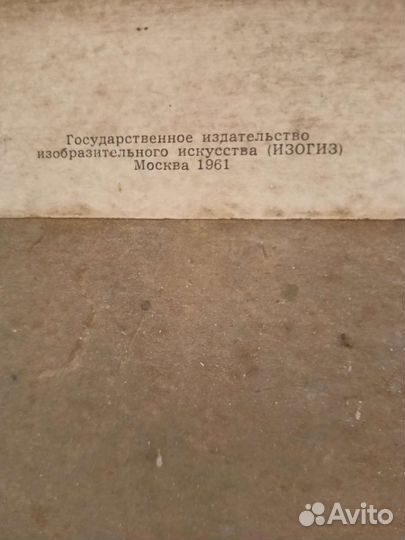 Государственное издательство
изобразительного искусства (ИЗОГИЗ)
Москва 1961
Avito